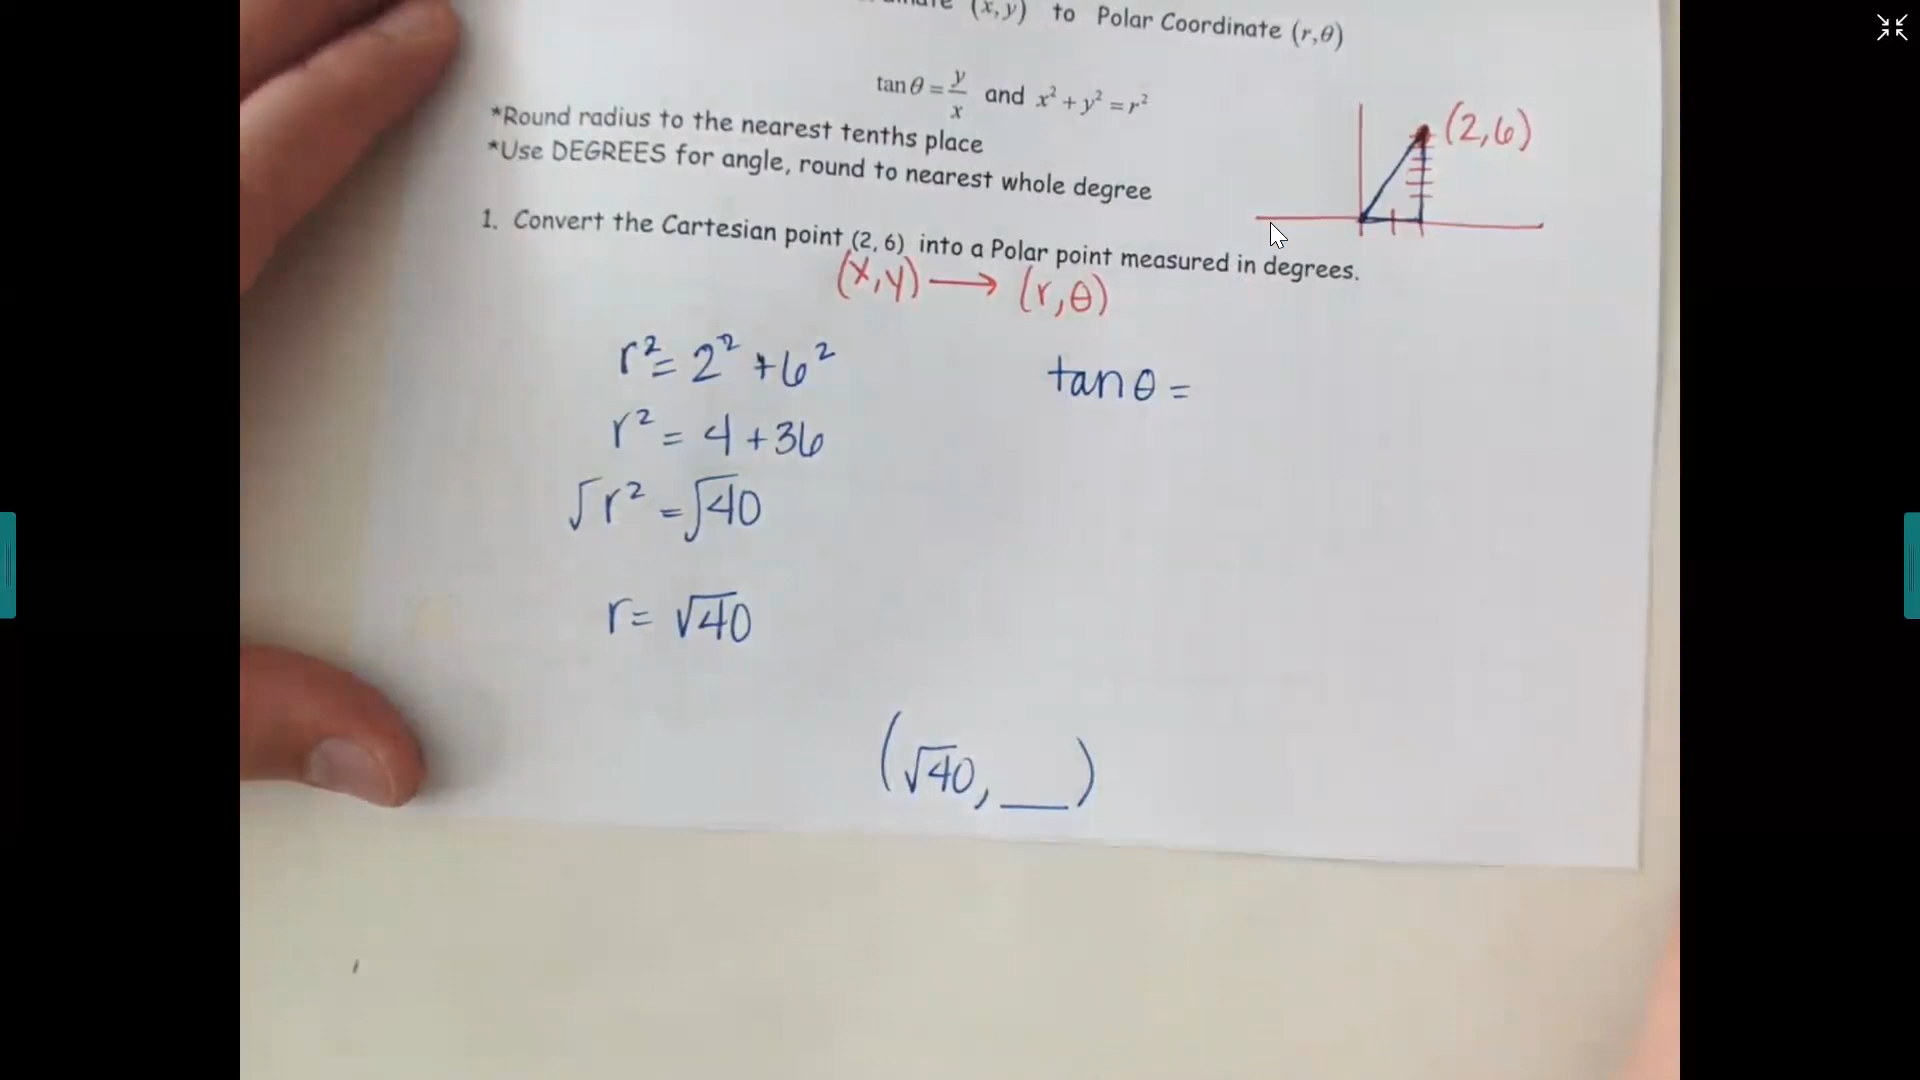 (x,y) to Polar Coordinate (r,θ)
tan θ = y/x and x² + y² = r²
*Round radius to the nearest tenths place
*Use DEGREES for angle, round to nearest whole degree
(2,6)
1. Convert the Cartesian point (2, 6) into a Polar point measured in degrees.
(x,y) → (r,θ)
r² = 2² + 6²
tan θ =
r² = 4 + 36
√r² = √40
r = √40
(√40, __)